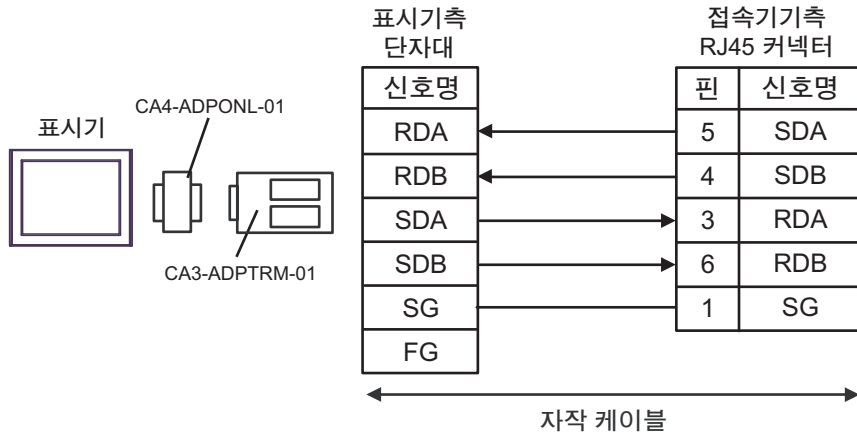 표시기측
단자대
접속기기측
RJ45 커넥터
신호명
핀 신호명
CA4-ADPONL-01
표시기
RDA 5 SDA
RDB 4 SDB
SDA 3 RDA
SDB 6 RDB
CA3-ADPTRM-01
SG 1 SG
FG
자작 케이블